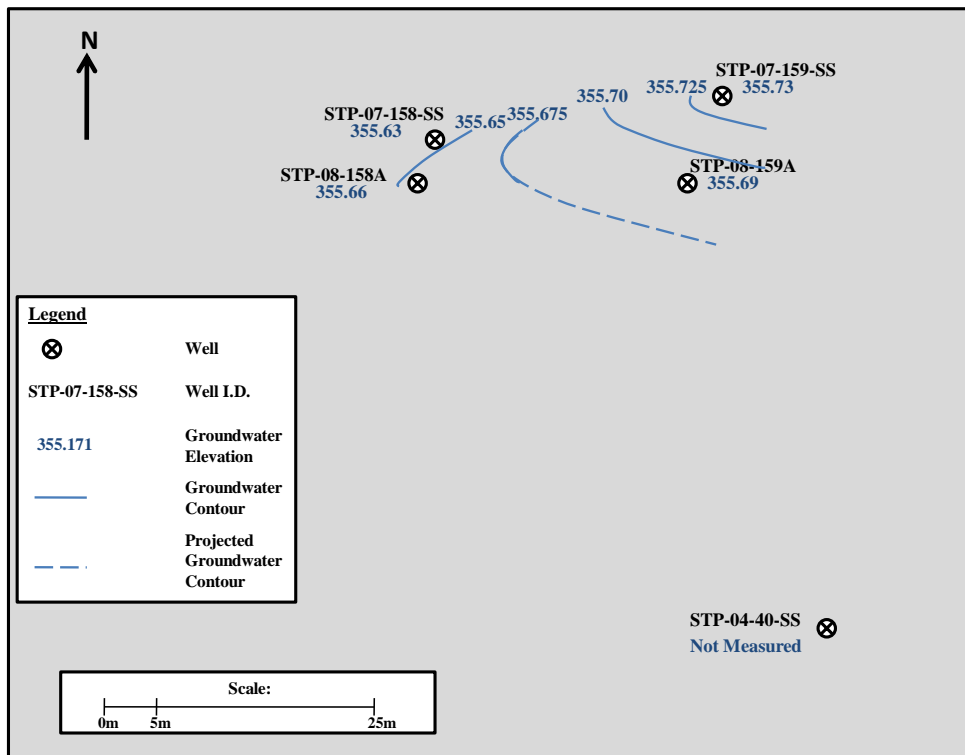 N
STP-07-159-SS
355.725
355.73
355.70
STP-07-158-SS
355.63
355.65
355.675
STP-08-158A
355.66
STP-08-159A
355.69
Legend
Well
STP-07-158-SS
Well I.D.
355.171
Groundwater
Elevation
Groundwater
Contour
Projected
Groundwater
Contour
STP-04-40-SS
Not Measured
Scale:
0m 5m 25m